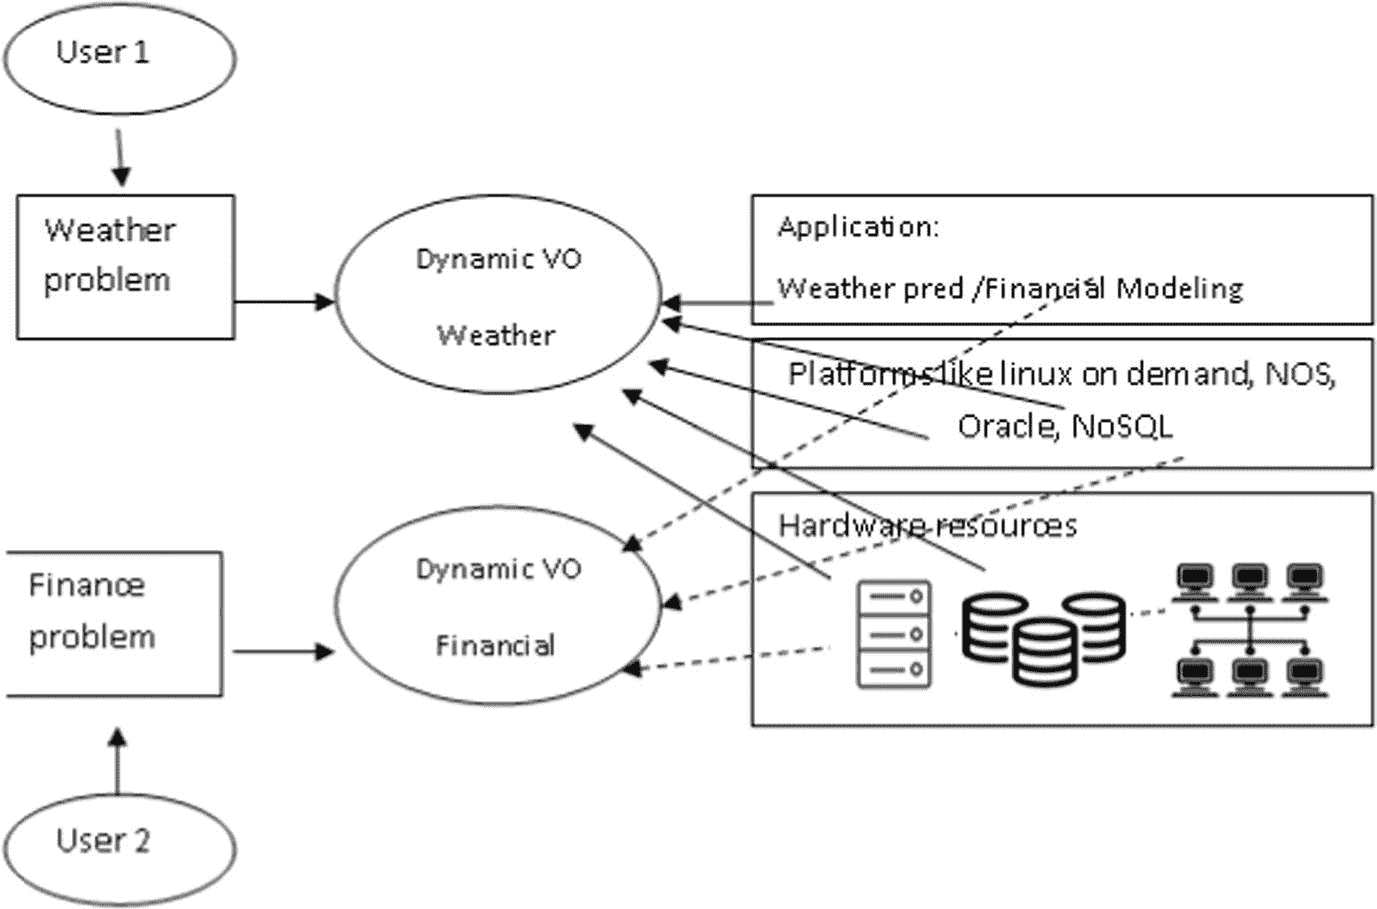 User 1
Weather
problem
Dynamic VO
Weather
Application:
Weather pred /Financial Modeling
Platforms like linux on demand, NOS,
Oracle, NoSQL
Hardware resources
Finance
problem
Dynamic VO
Financial
User 2